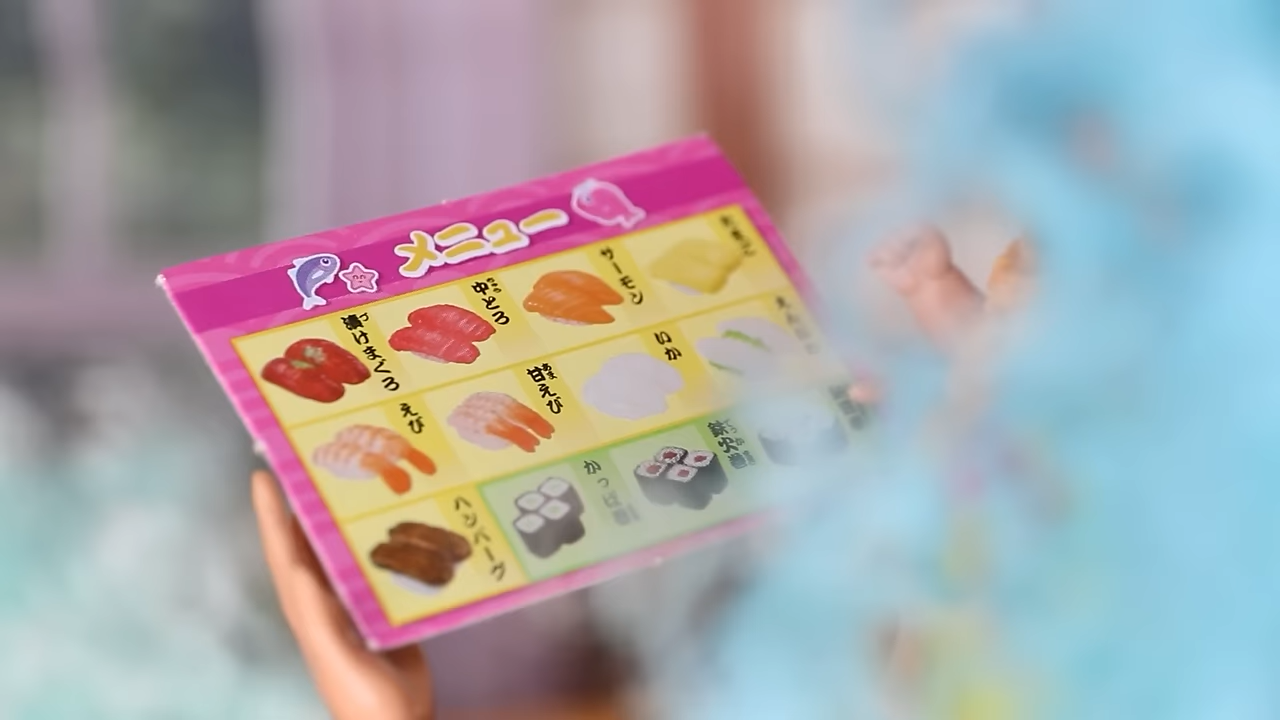 メニュー
漬けまぐろ
中とろ
サーモン
えび
甘えび
いか
ハンバーグ
かっぱ巻
鉄火巻